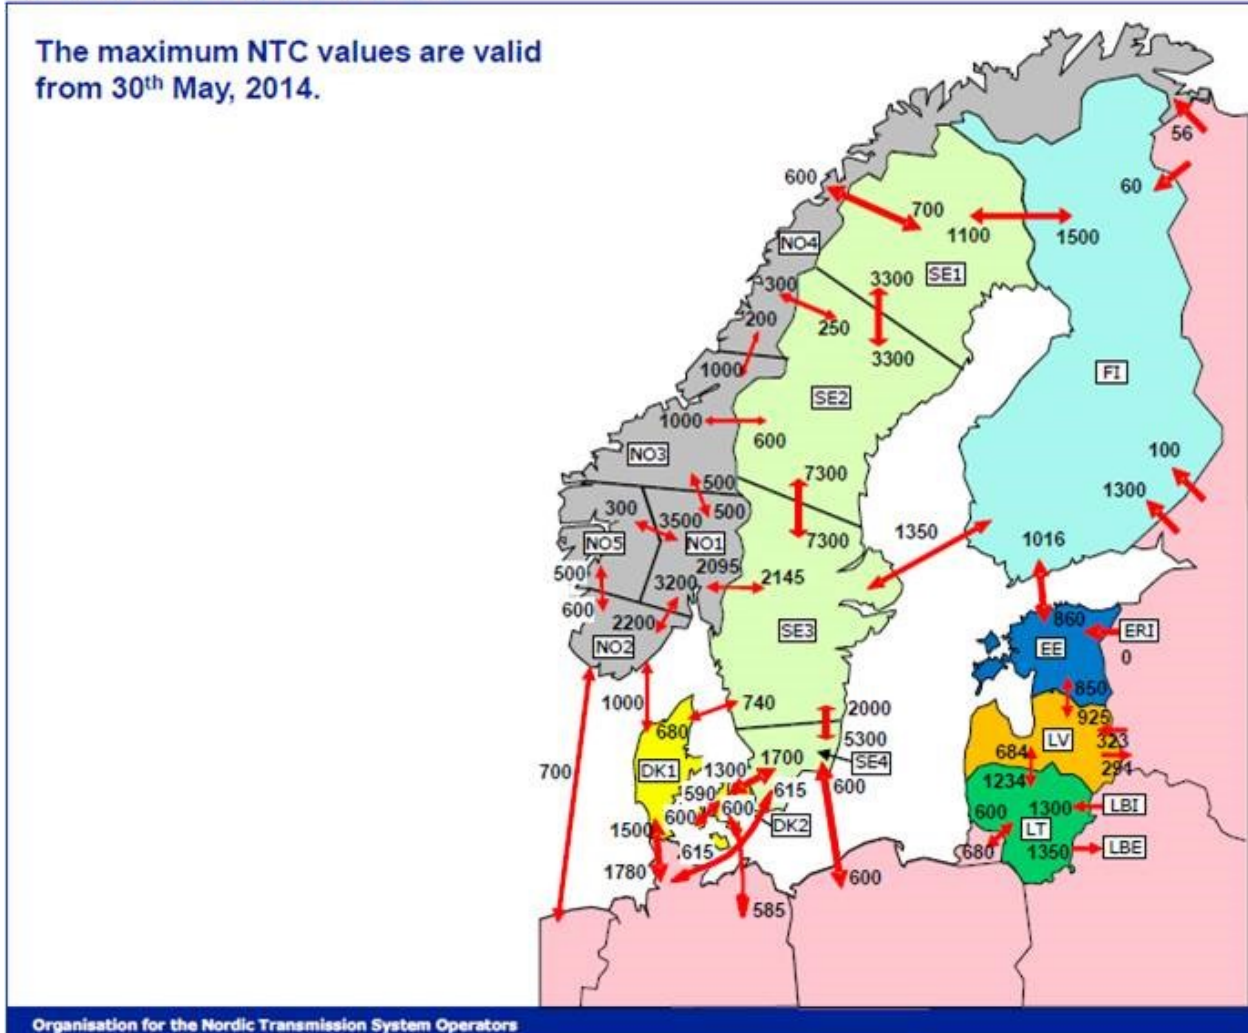 The maximum NTC values are valid
from 30th May, 2014.
56
600
60
700
1100
1500
NO4
SE1
300
3300
200
250
3300
1000
FI
SE2
1000
600
NO3
100
7300
500
1300
300
3500
500
1350
NO5
NO1
7300
1016
2095
500
3200
2145
600
860
2200
SE3
ERI
NO2
EE
0
850
1000
740
2000
925
680
5300
LV
323
684
1700
SE4
291
700
DK1
1300
1234
590
615
600
1300
LBI
600
600
600
DK2
LT
1500
615
680
1350
LBE
1780
600
585
Organisation for the Nordic Transmission System Operators